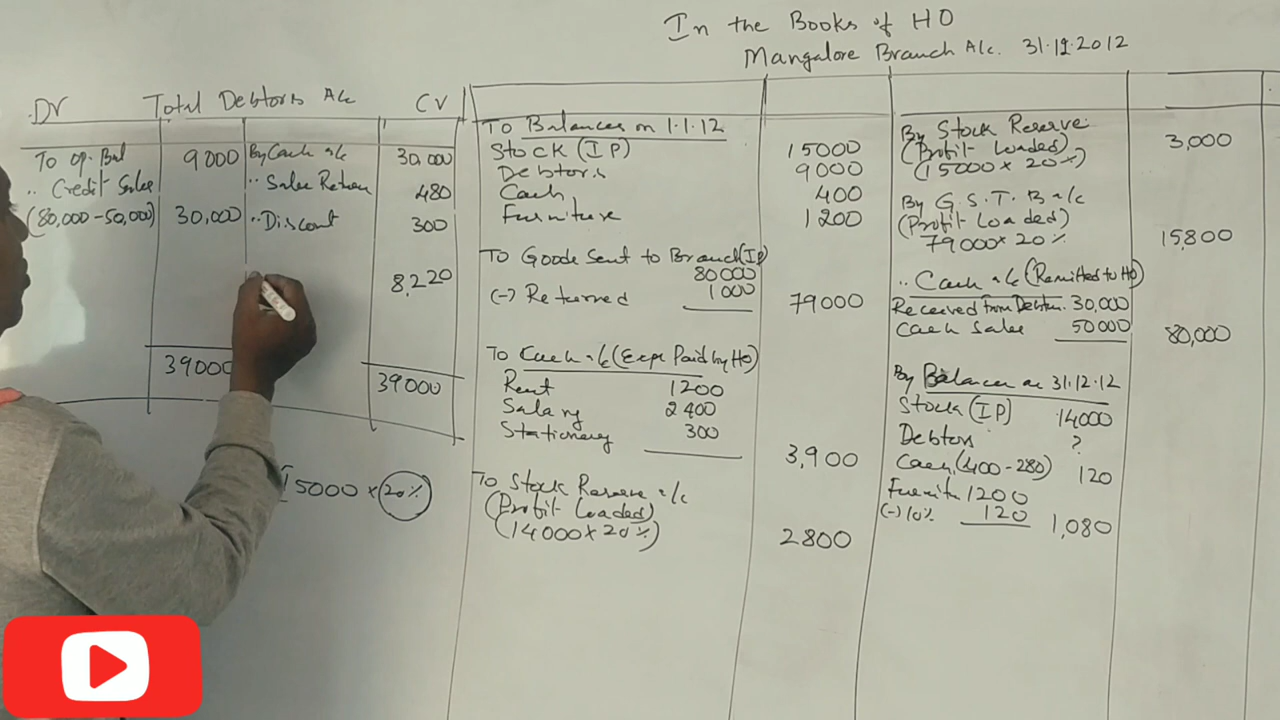 In the Books of HO
Mangalore Branch A/c. 31.12.2012
Dr Total Debtors A/c Cr
To op. Bal 9000 By Cash a/c 30,000
" Credit Sales " Sales Return 480
(80,000-50,000) 30,000 " Discount 300
8,220
39000 39000
15000 × 20%
To Balances on 1.1.12
Stock (IP) 15000
Debtors 9000
Cash 400
Furniture 1200
To Goods Sent to Branch (IP)
80000
(-) Returned 1000 79000
To Cash a/c (Exps Paid by HO)
Rent 1200
Salary 2400
Stationery 300
3,900
To Stock Reserve a/c
(Profit Loaded)
(14000 × 20%) 2800
By Stock Reserve
(Profit Loaded) 3,000
(15000 × 20%)
By G.S.T.B a/c
(Profit Loaded)
79000 × 20% 15,800
" Cash a/c (Remitted to HO)
Received from Debtors. 30,000
Cash Sales 50000 80,000
By Balances on 31.12.12
Stock (IP) 14000
Debtors ?
Cash (400-280) 120
Furnitu 1200
(-) 10% 120 1,080